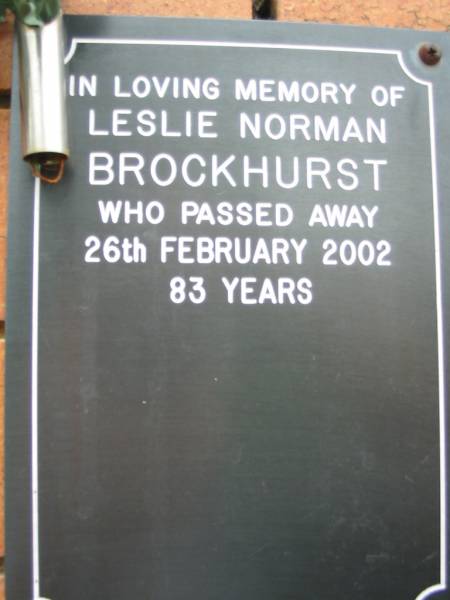 IN LOVING MEMORY OF
LESLIE NORMAN
BROCKHURST
WHO PASSED AWAY
26th FEBRUARY 2002
83 YEARS